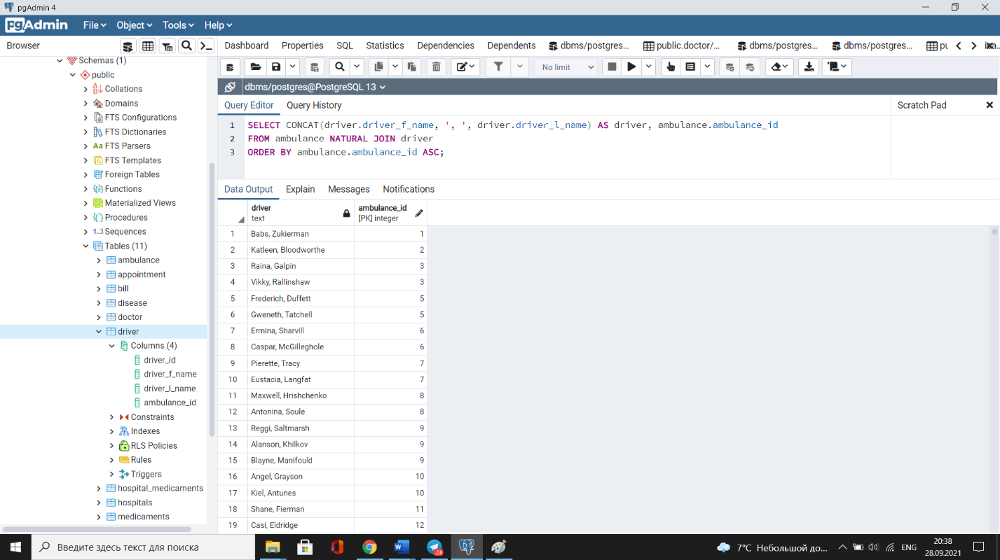 pgAdmin 4
pgAdmin File Object Tools Help
Browser
Dashboard Properties SQL Statistics Dependencies Dependents dbms/postgres... public.doctor/... dbms/postgres... dbms/postgres...
No limit
dbms/postgres@PostgreSQL 13
Query Editor Query History
Scratch Pad
1 SELECT CONCAT(driver.driver_f_name, ', ', driver.driver_l_name) AS driver, ambulance.ambulance_id
2 FROM ambulance NATURAL JOIN driver
3 ORDER BY ambulance.ambulance_id ASC;
Data Output Explain Messages Notifications
driver
text
ambulance_id
[PK] integer
1 Babs, Zukierman 1
2 Katleen, Bloodworthe 2
3 Raina, Galpin 3
4 Vikky, Rallinshaw 3
5 Frederich, Duffett 5
6 Gweneth, Tatchell 5
7 Ermina, Sharvill 6
8 Caspar, McGilleghole 6
9 Pierette, Tracy 7
10 Eustacia, Langfat 7
11 Maxwell, Hrishchenko 8
12 Antonina, Soule 8
13 Reggi, Saltmarsh 9
14 Alanson, Khilkov 9
15 Blayne, Manifould 9
16 Angel, Grayson 10
17 Kiel, Antunes 10
18 Shane, Fierman 11
19 Casi, Eldridge 12
Schemas (1)
public
Collations
Domains
FTS Configurations
FTS Dictionaries
Aa FTS Parsers
FTS Templates
Foreign Tables
Functions
Materialized Views
Procedures
1..3 Sequences
Tables (11)
ambulance
appointment
bill
disease
doctor
driver
Columns (4)
driver_id
driver_f_name
driver_l_name
ambulance_id
Constraints
Indexes
RLS Policies
Rules
Triggers
hospital_medicaments
hospitals
medicaments
Введите здесь текст для поиска
7°C Небольшой до...
ENG
20:38
28.09.2021